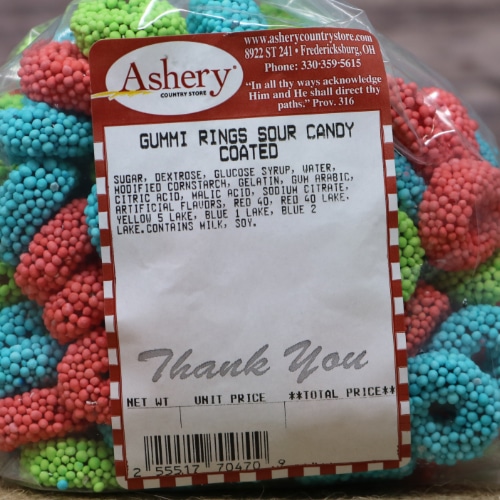 www.asherycountrystore.com
8922 ST 241 • Fredericksburg, OH
Phone: 330-359-5615
"In all thy ways acknowledge
Him and He shall direct thy
paths." Prov. 316
Ashery®
COUNTRY STORE
GUMMI RINGS SOUR CANDY
COATED
SUGAR, DEXTROSE, GLUCOSE SYRUP, WATER,
MODIFIED CORNSTARCH, GELATIN, GUM ARABIC,
CITRIC ACID, MALIC ACID, SODIUM CITRATE,
ARTIFICIAL FLAVORS, RED 40, RED 40 LAKE,
YELLOW 5 LAKE, BLUE 1 LAKE, BLUE 2
LAKE.CONTAINS MILK, SOY.
Thank You
NET WT UNIT PRICE **TOTAL PRICE**
2 55517 70470 9